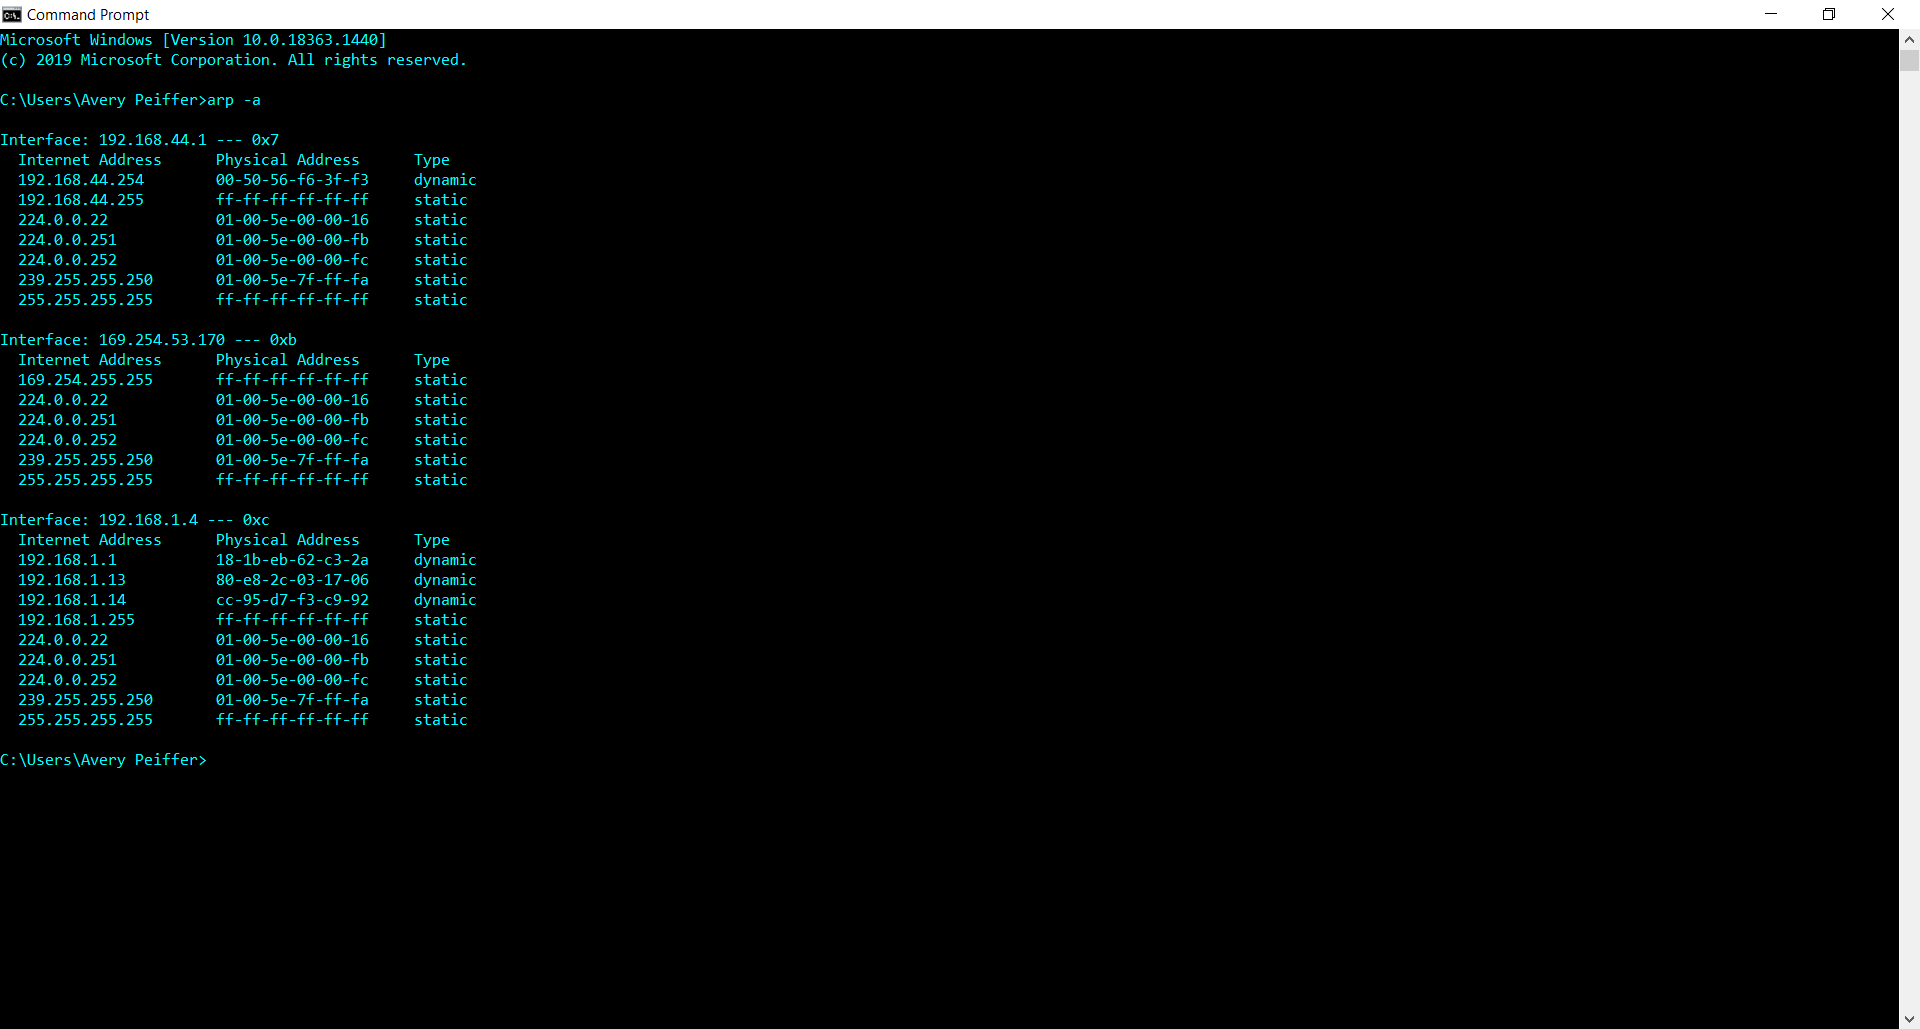 Command Prompt
Microsoft Windows [Version 10.0.18363.1440]
(c) 2019 Microsoft Corporation. All rights reserved.
C:\Users\Avery Peiffer>arp -a
Interface: 192.168.44.1 --- 0x7
Internet Address Physical Address Type
192.168.44.254 00-50-56-f6-3f-f3 dynamic
192.168.44.255 ff-ff-ff-ff-ff-ff static
224.0.0.22 01-00-5e-00-00-16 static
224.0.0.251 01-00-5e-00-00-fb static
224.0.0.252 01-00-5e-00-00-fc static
239.255.255.250 01-00-5e-7f-ff-fa static
255.255.255.255 ff-ff-ff-ff-ff-ff static
Interface: 169.254.53.170 --- 0xb
Internet Address Physical Address Type
169.254.255.255 ff-ff-ff-ff-ff-ff static
224.0.0.22 01-00-5e-00-00-16 static
224.0.0.251 01-00-5e-00-00-fb static
224.0.0.252 01-00-5e-00-00-fc static
239.255.255.250 01-00-5e-7f-ff-fa static
255.255.255.255 ff-ff-ff-ff-ff-ff static
Interface: 192.168.1.4 --- 0xc
Internet Address Physical Address Type
192.168.1.1 18-1b-eb-62-c3-2a dynamic
192.168.1.13 80-e8-2c-03-17-06 dynamic
192.168.1.14 cc-95-d7-f3-c9-92 dynamic
192.168.1.255 ff-ff-ff-ff-ff-ff static
224.0.0.22 01-00-5e-00-00-16 static
224.0.0.251 01-00-5e-00-00-fb static
224.0.0.252 01-00-5e-00-00-fc static
239.255.255.250 01-00-5e-7f-ff-fa static
255.255.255.255 ff-ff-ff-ff-ff-ff static
C:\Users\Avery Peiffer>